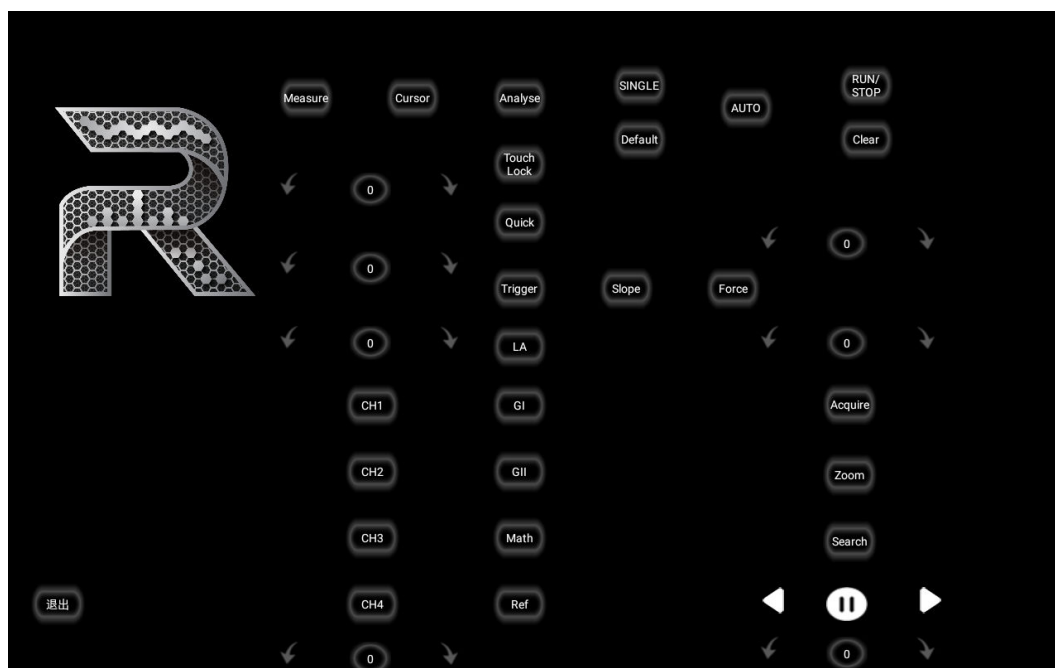 Measure
Cursor
Analyse
SINGLE
AUTO
RUN/
STOP
Default
Clear
Touch
Lock
0
Quick
0
0
Trigger
Slope
Force
0
LA
0
CH1
GI
Acquire
CH2
GII
Zoom
CH3
Math
Search
退出
CH4
Ref
0
0